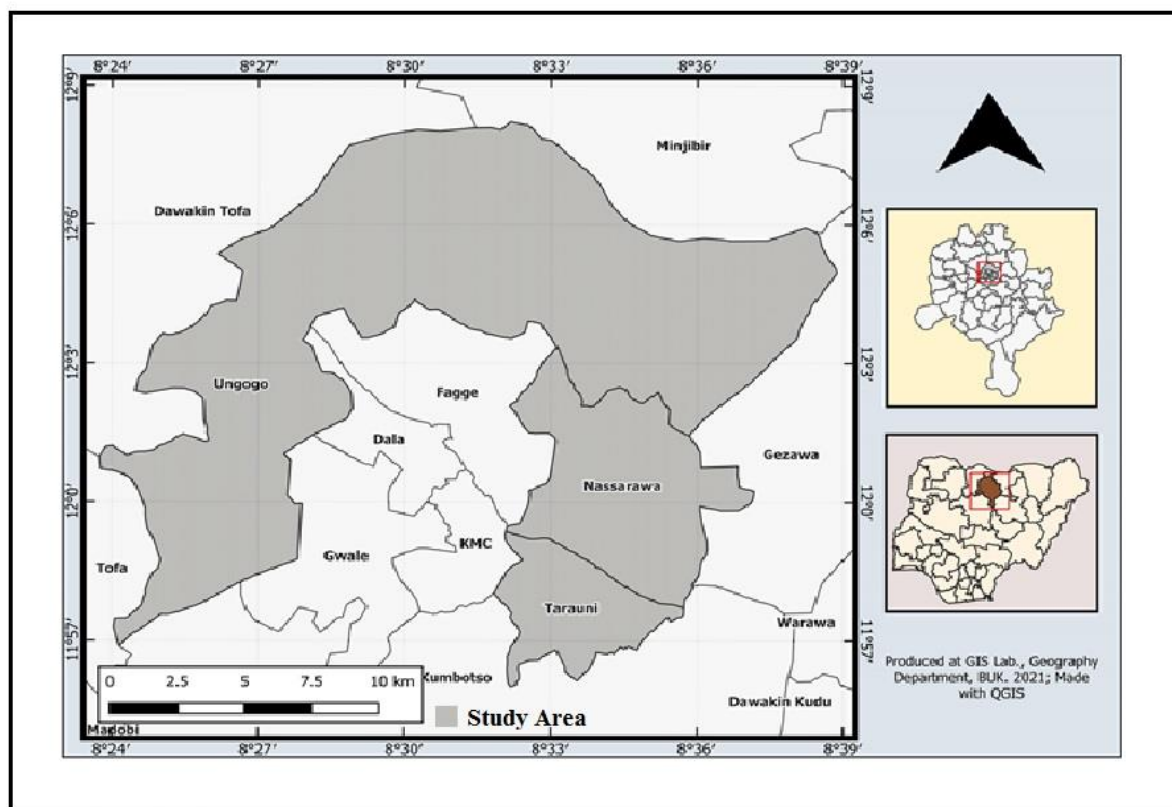 8°24′ 8°27′ 8°30′ 8°33′ 8°36′ 8°39′
12°9′ 12°9′
Minjibir
Dawakin Tofa
12°6′ 12°6′
12°3′ 12°3′
Ungogo
Fagge
Dala
Gezawa
Nassarawa
12°0′ 12°0′
KMC
Gwale
Tofa
Tarauni
Warawa
11°57′ 11°57′
Produced at GIS Lab., Geography
Department, BUK. 2021; Made
with QGIS
0 2.5 5 7.5 10 km
Kumbotso
Dawakin Kudu
Study Area
Madobi
8°24′ 8°27′ 8°30′ 8°33′ 8°36′ 8°39′